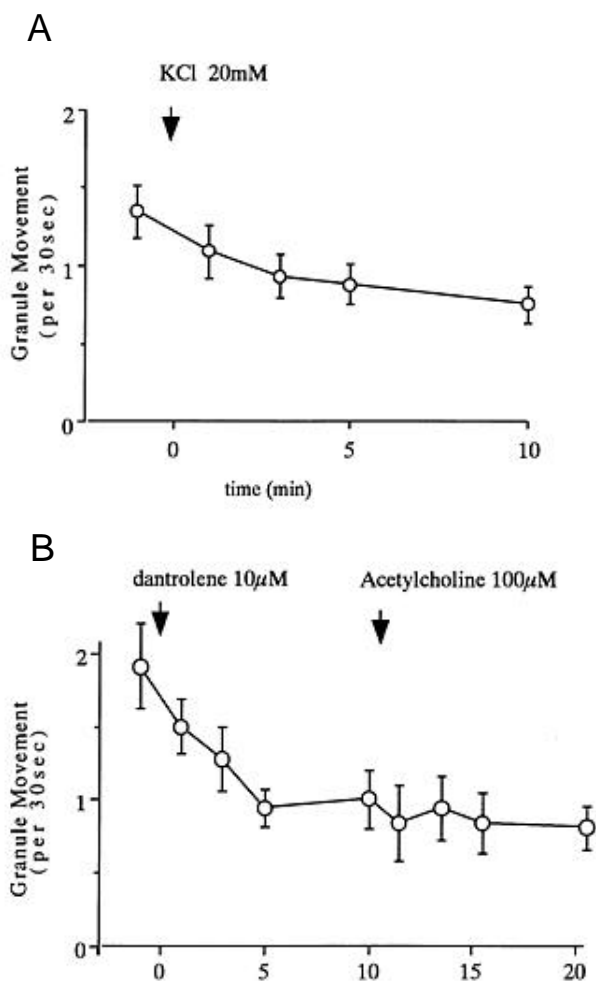 A
KCl 20mM
2
1
0
Granule Movement
(per 30sec)
0 5 10
time (min)
B
dantrolene 10μM Acetylcholine 100μM
2
1
0
Granule Movement
(per 30sec)
0 5 10 15 20